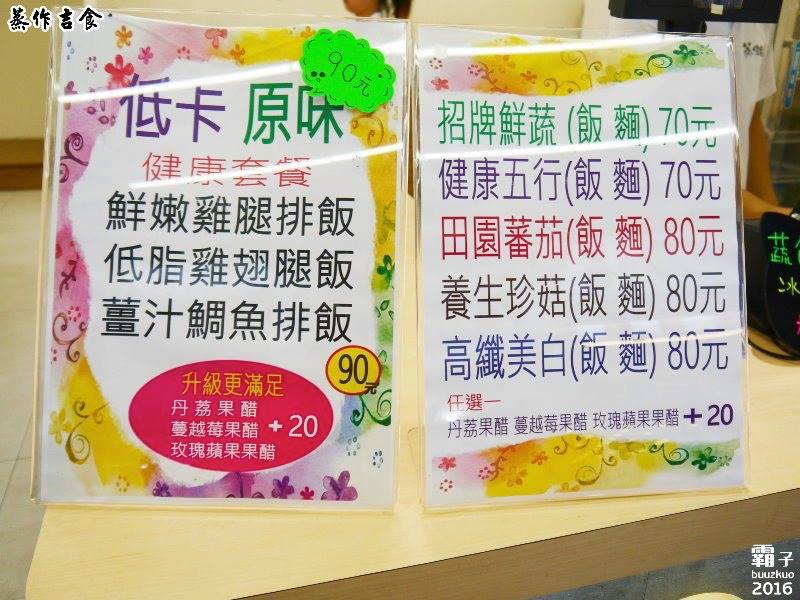 蒸作吉食
90元
低卡 原味
健康套餐
鮮嫩雞腿排飯
低脂雞翅腿飯
薑汁鯛魚排飯
90元
升級更滿足
丹荔果醋
蔓越莓果醋 +20
玫瑰蘋果果醋
招牌鮮蔬 (飯 麵) 70元
健康五行(飯 麵) 70元
田園蕃茄(飯 麵) 80元
養生珍菇(飯 麵) 80元
高纖美白(飯 麵) 80元
任選一
丹荔果醋 蔓越莓果醋 玫瑰蘋果果醋 +20
蔬
冰
霸子
buuzkuo
2016